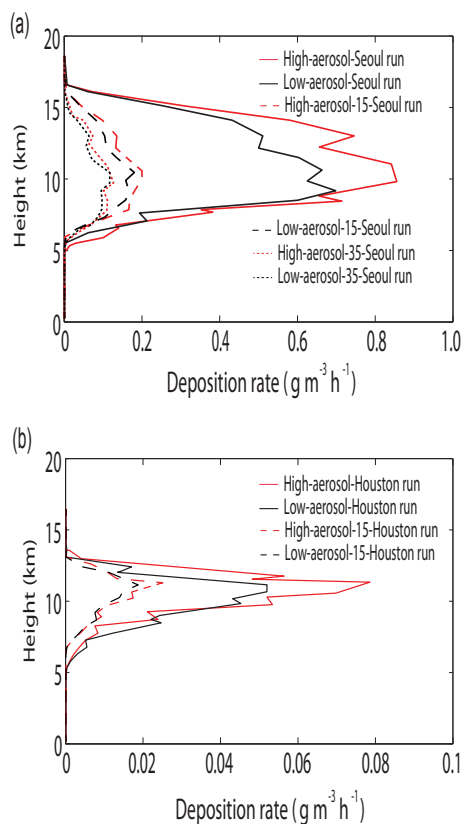 (a)
20
High-aerosol-Seoul run
Low-aerosol-Seoul run
High-aerosol-15-Seoul run
15
Height (km)
10
Low-aerosol-15-Seoul run
High-aerosol-35-Seoul run
Low-aerosol-35-Seoul run
5
0
0 0.2 0.4 0.6 0.8 1.0
Deposition rate ( g m⁻³ h⁻¹)
(b)
20
High-aerosol-Houston run
Low-aerosol-Houston run
High-aerosol-15-Houston run
Low-aerosol-15-Houston run
15
Height (km)
10
5
0
0 0.02 0.04 0.06 0.08 0.1
Deposition rate ( g m⁻³ h⁻¹)